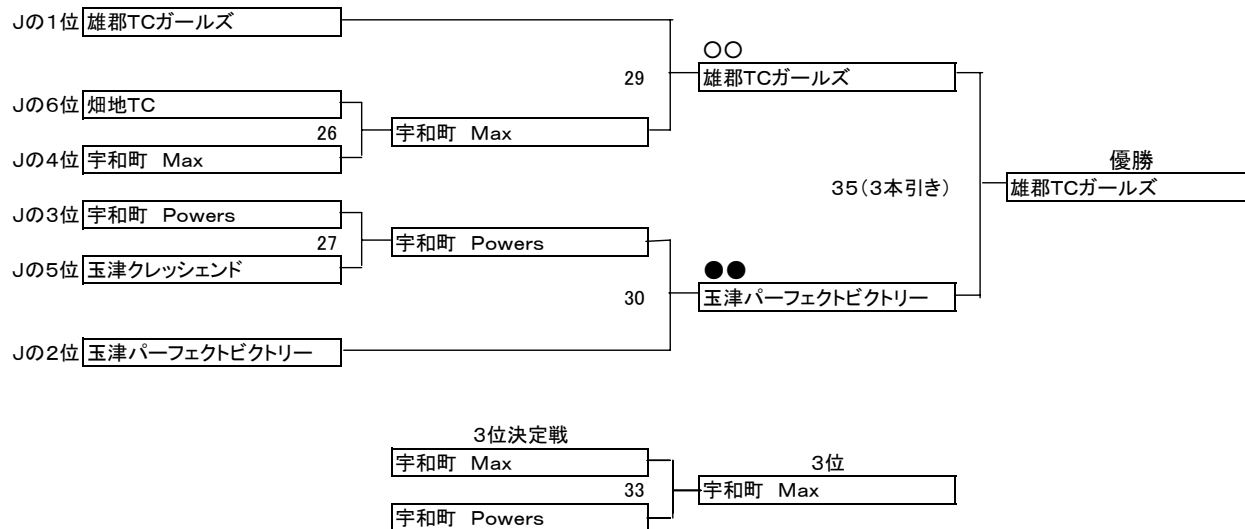 Jの1位 雄郡TCガールズ
○○
29 雄郡TCガールズ
Jの6位 畑地TC
26 宇和町 Max
Jの4位 宇和町 Max
優勝
35(3本引き) 雄郡TCガールズ
Jの3位 宇和町 Powers
27 宇和町 Powers
Jの5位 玉津クレッシェンド
●●
30 玉津パーフェクトビクトリー
Jの2位 玉津パーフェクトビクトリー
3位決定戦
宇和町 Max
3位
33 宇和町 Max
宇和町 Powers